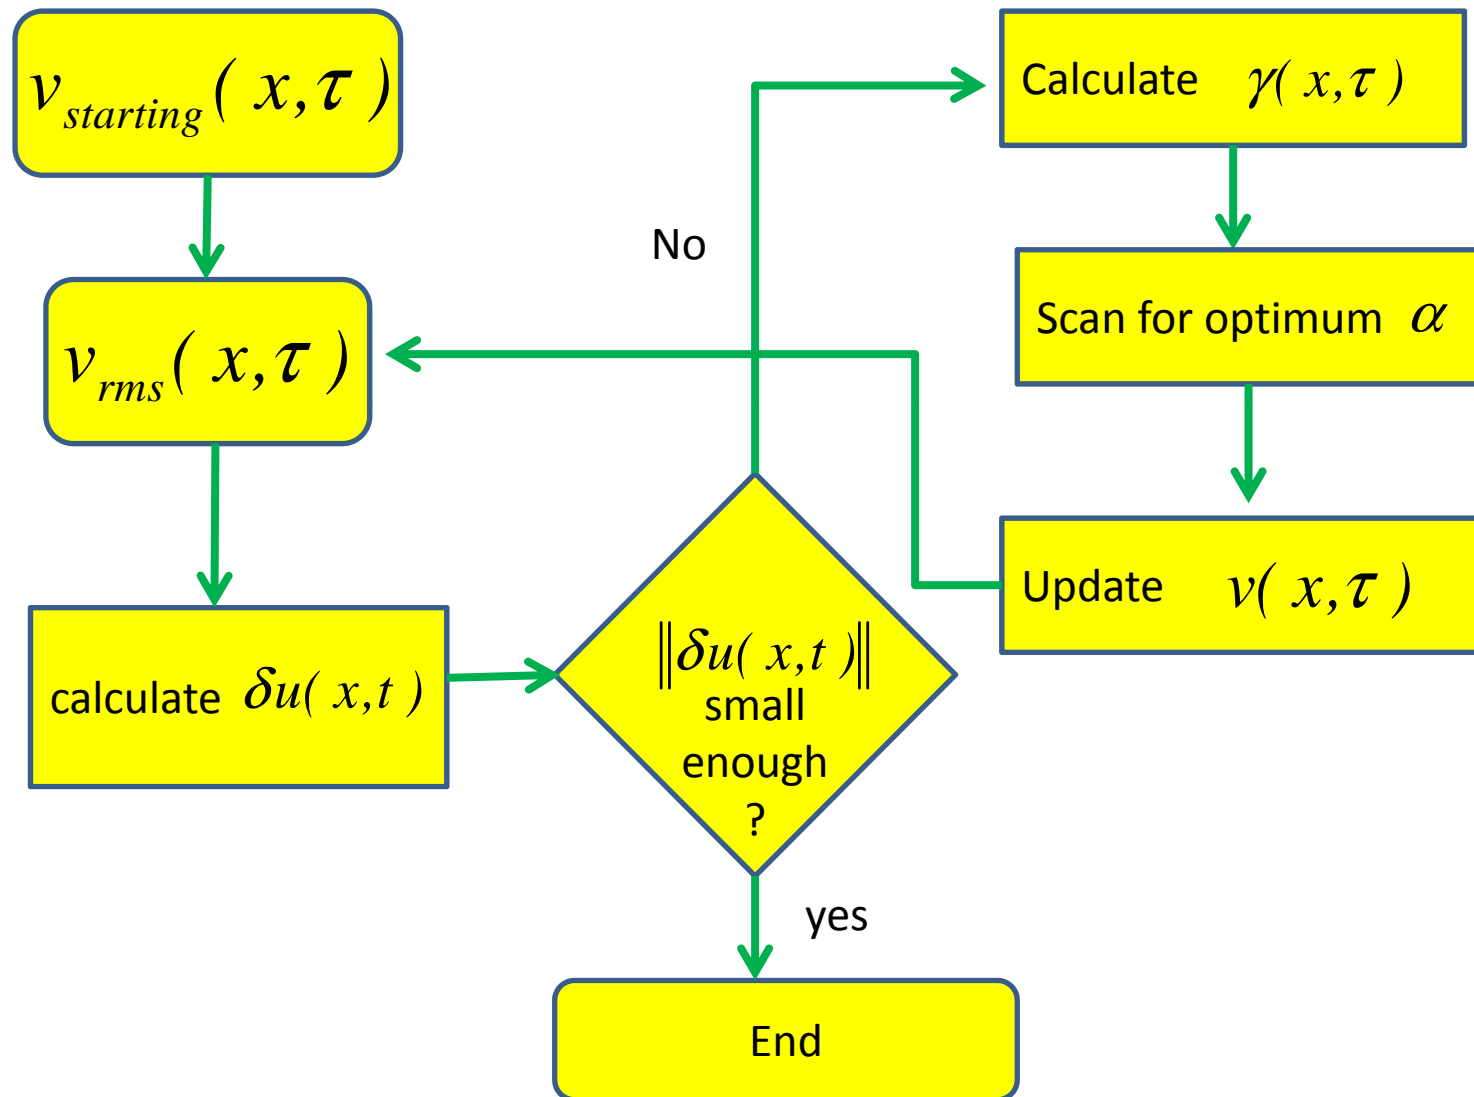 v_starting( x,τ )
v_rms( x,τ )
calculate δu( x,t )
‖δu( x,t )‖
small
enough
?
No
yes
End
Calculate γ( x,τ )
Scan for optimum α
Update v( x,τ )